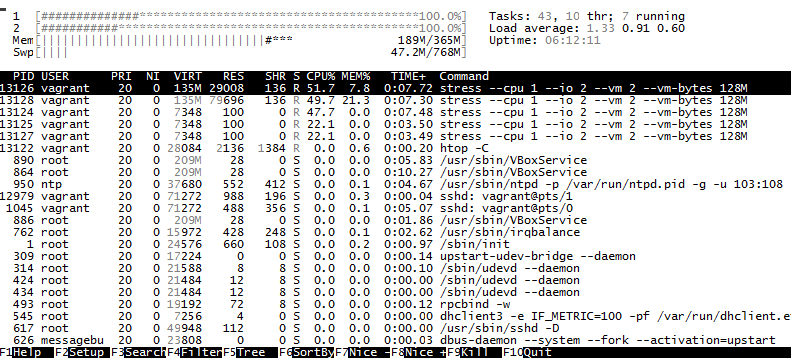 1 [##############*****************************************100.0%] Tasks: 43, 10 thr; 7 running
2 [###########********************************************100.0%] Load average: 1.33 0.91 0.60
Mem[||||||||||||||||||||||||||||||||#*** 189M/365M] Uptime: 06:12:11
Swp[|||| 47.2M/768M]
PID USER PRI NI VIRT RES SHR S CPU% MEM% TIME+ Command
13126 vagrant 20 0 135M 29008 136 R 51.7 7.8 0:07.72 stress --cpu 1 --io 2 --vm 2 --vm-bytes 128M
13128 vagrant 20 0 135M 79696 136 R 49.7 21.3 0:07.30 stress --cpu 1 --io 2 --vm 2 --vm-bytes 128M
13124 vagrant 20 0 7348 100 0 R 47.7 0.0 0:07.48 stress --cpu 1 --io 2 --vm 2 --vm-bytes 128M
13125 vagrant 20 0 7348 100 0 R 22.1 0.0 0:03.50 stress --cpu 1 --io 2 --vm 2 --vm-bytes 128M
13127 vagrant 20 0 7348 100 0 R 22.1 0.0 0:03.49 stress --cpu 1 --io 2 --vm 2 --vm-bytes 128M
13122 vagrant 20 0 28084 2136 1384 R 0.0 0.6 0:00.20 htop -C
890 root 20 0 209M 28 0 S 0.0 0.0 0:05.83 /usr/sbin/VBoxService
864 root 20 0 209M 28 0 S 0.0 0.0 0:10.27 /usr/sbin/VBoxService
950 ntp 20 0 37680 552 412 S 0.0 0.1 0:04.67 /usr/sbin/ntpd -p /var/run/ntpd.pid -g -u 103:108
12979 vagrant 20 0 71272 988 196 S 0.0 0.3 0:00.04 sshd: vagrant@pts/1
1045 vagrant 20 0 71272 488 356 S 0.0 0.1 0:05.07 sshd: vagrant@pts/0
886 root 20 0 209M 28 0 S 0.0 0.0 0:01.86 /usr/sbin/VBoxService
762 root 20 0 15972 428 248 S 0.0 0.1 0:02.62 /usr/sbin/irqbalance
1 root 20 0 24576 660 108 S 0.0 0.2 0:00.97 /sbin/init
309 root 20 0 17224 0 0 S 0.0 0.0 0:00.14 upstart-udev-bridge --daemon
314 root 20 0 21588 8 8 S 0.0 0.0 0:00.10 /sbin/udevd --daemon
424 root 20 0 21484 12 8 S 0.0 0.0 0:00.00 /sbin/udevd --daemon
434 root 20 0 21484 12 8 S 0.0 0.0 0:00.00 /sbin/udevd --daemon
493 root 20 0 19192 72 8 S 0.0 0.0 0:00.12 rpcbind -w
545 root 20 0 7256 4 0 S 0.0 0.0 0:00.00 dhclient3 -e IF_METRIC=100 -pf /var/run/dhclient.e
617 root 20 0 49948 112 0 S 0.0 0.0 0:00.00 /usr/sbin/sshd -D
626 messagebu 20 0 23808 0 0 S 0.0 0.0 0:00.03 dbus-daemon --system --fork --activation=upstart
F1Help F2Setup F3SearchF4FilterF5Tree F6SortByF7Nice -F8Nice +F9Kill F10Quit